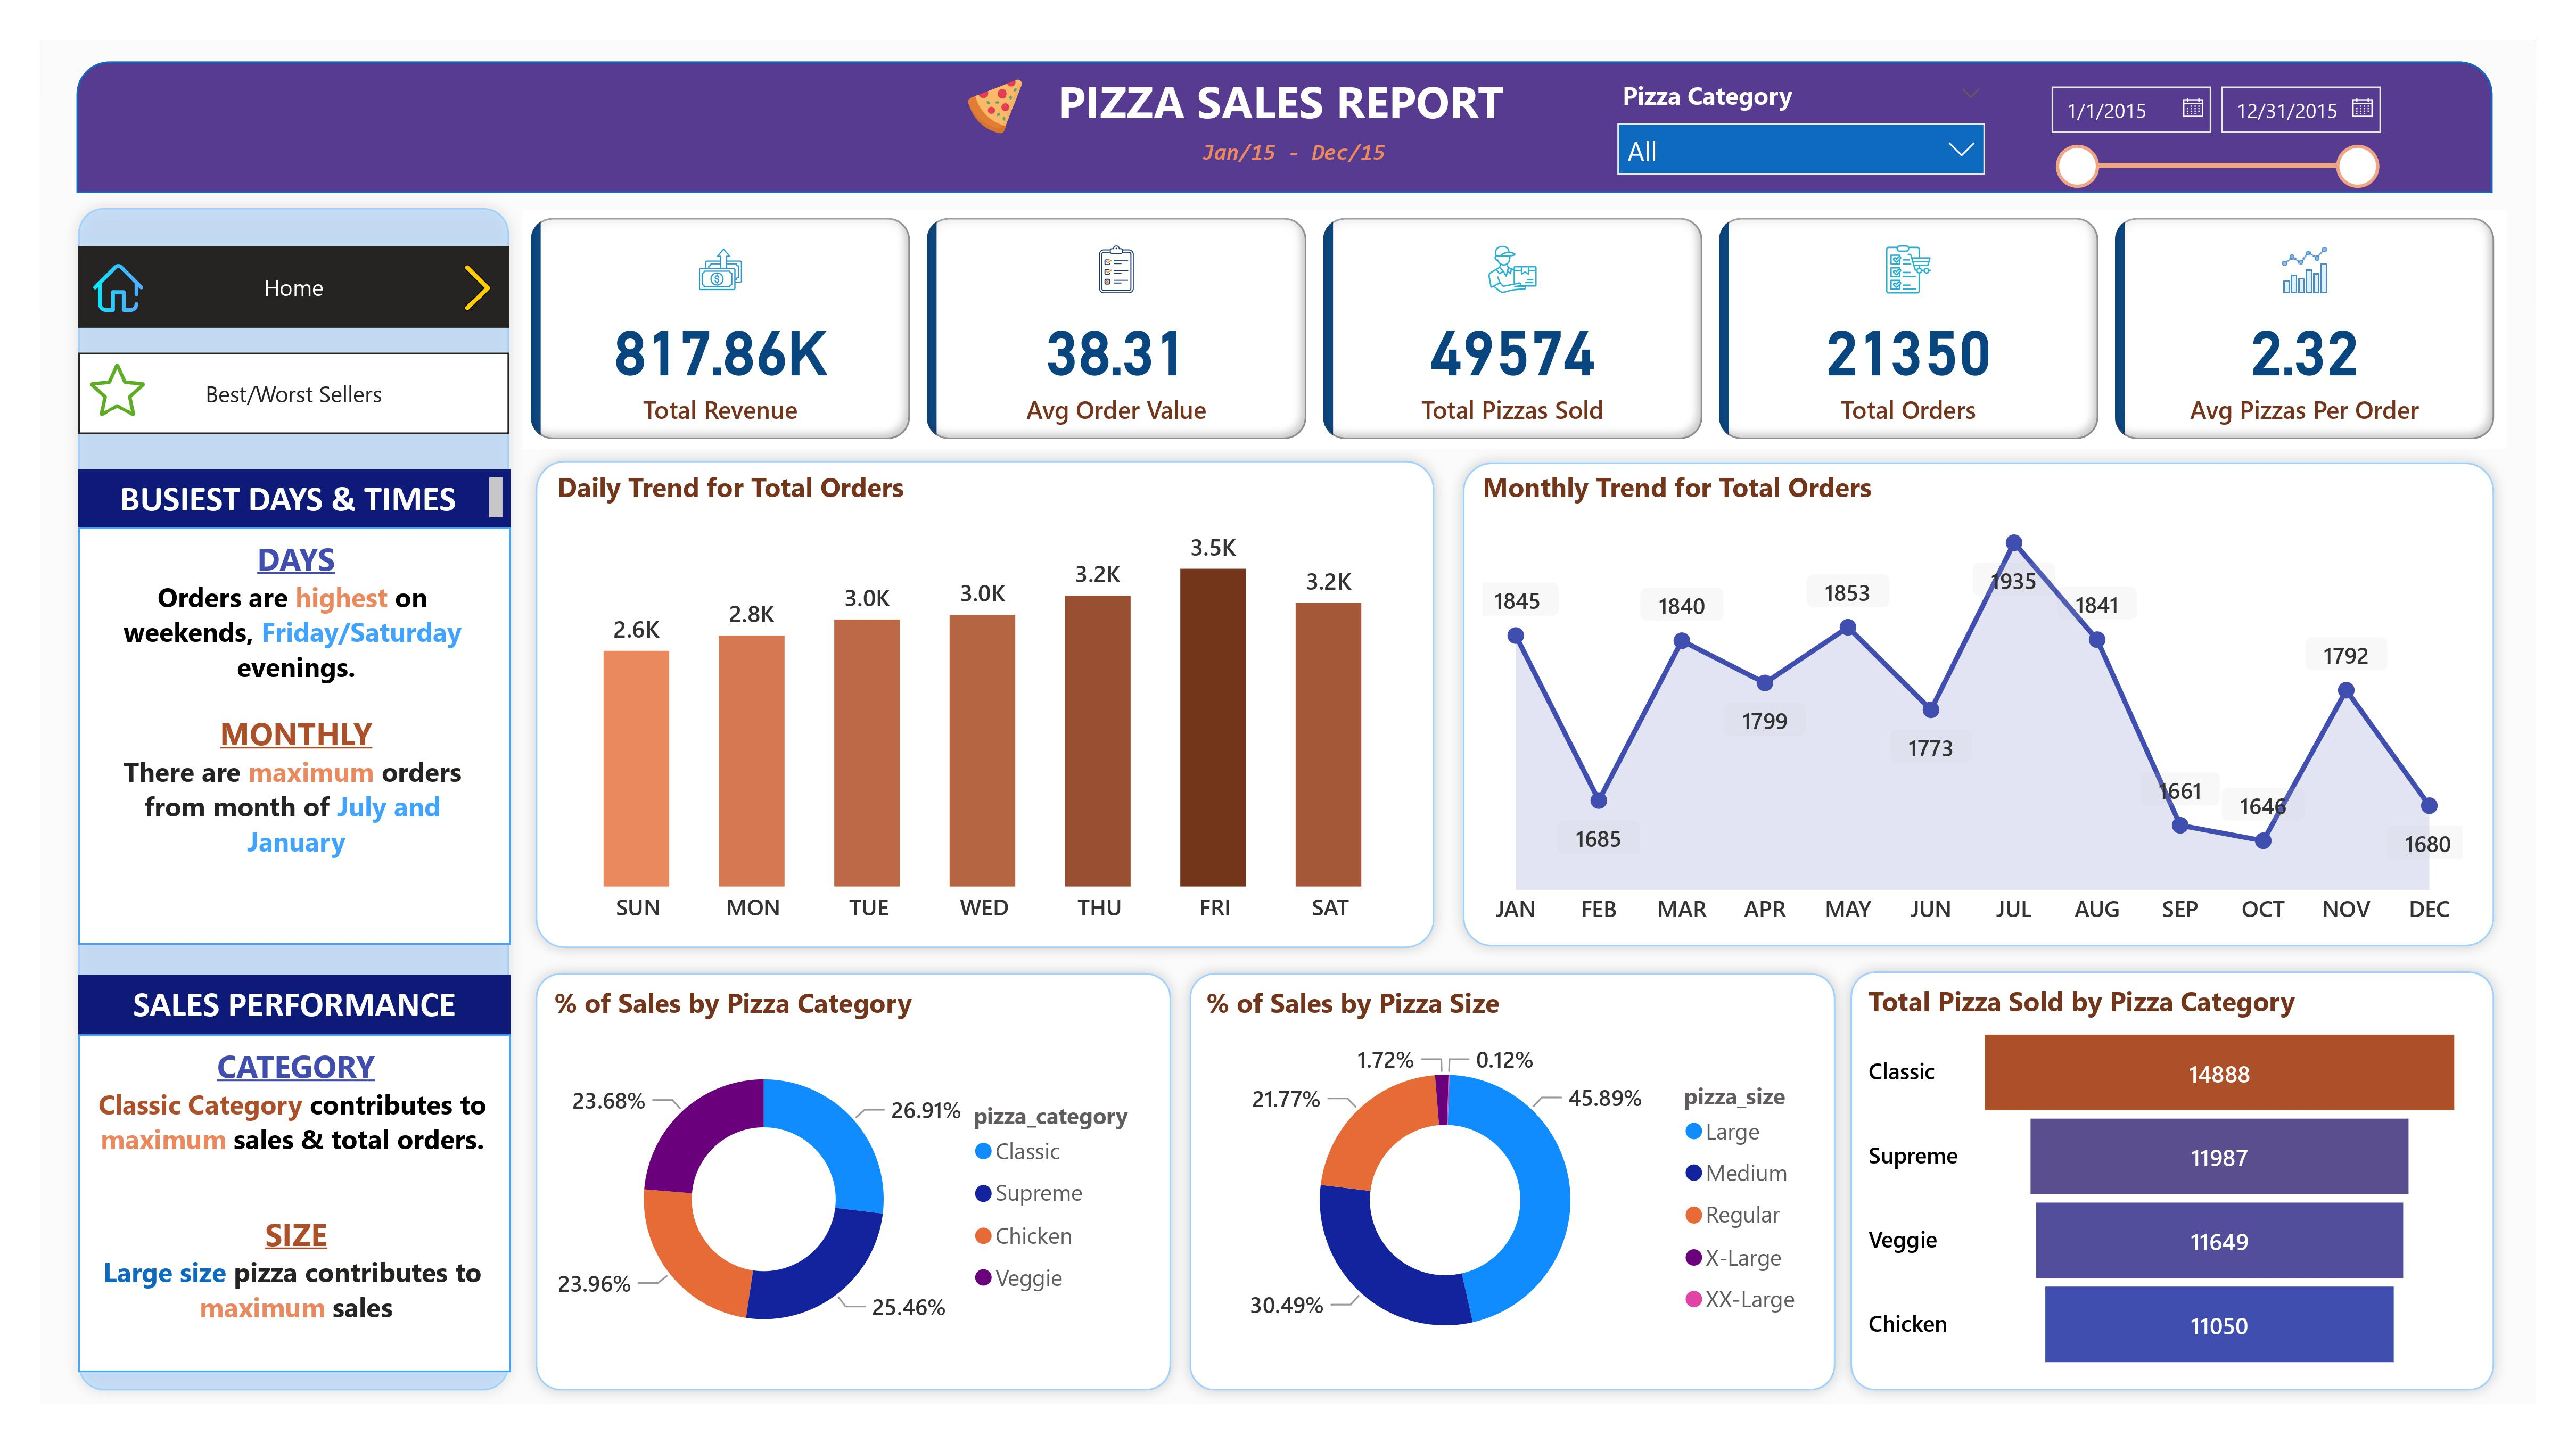 PIZZA SALES REPORT
Jan/15 - Dec/15
Pizza Category
All
1/1/2015
12/31/2015
Home
Best/Worst Sellers
817.86K
Total Revenue
38.31
Avg Order Value
49574
Total Pizzas Sold
21350
Total Orders
2.32
Avg Pizzas Per Order
BUSIEST DAYS & TIMES
DAYS
Orders are highest on
weekends, Friday/Saturday
evenings.
MONTHLY
There are maximum orders
from month of July and
January
SALES PERFORMANCE
CATEGORY
Classic Category contributes to
maximum sales & total orders.
SIZE
Large size pizza contributes to
maximum sales
Daily Trend for Total Orders
2.6K
2.8K
3.0K
3.0K
3.2K
3.5K
3.2K
SUN MON TUE WED THU FRI SAT
Monthly Trend for Total Orders
1845
1685
1840
1799
1853
1773
1935
1841
1661
1646
1792
1680
JAN FEB MAR APR MAY JUN JUL AUG SEP OCT NOV DEC
% of Sales by Pizza Category
23.68%
26.91%
23.96%
25.46%
pizza_category
Classic
Supreme
Chicken
Veggie
% of Sales by Pizza Size
1.72%
0.12%
21.77%
45.89%
30.49%
pizza_size
Large
Medium
Regular
X-Large
XX-Large
Total Pizza Sold by Pizza Category
Classic 14888
Supreme 11987
Veggie 11649
Chicken 11050